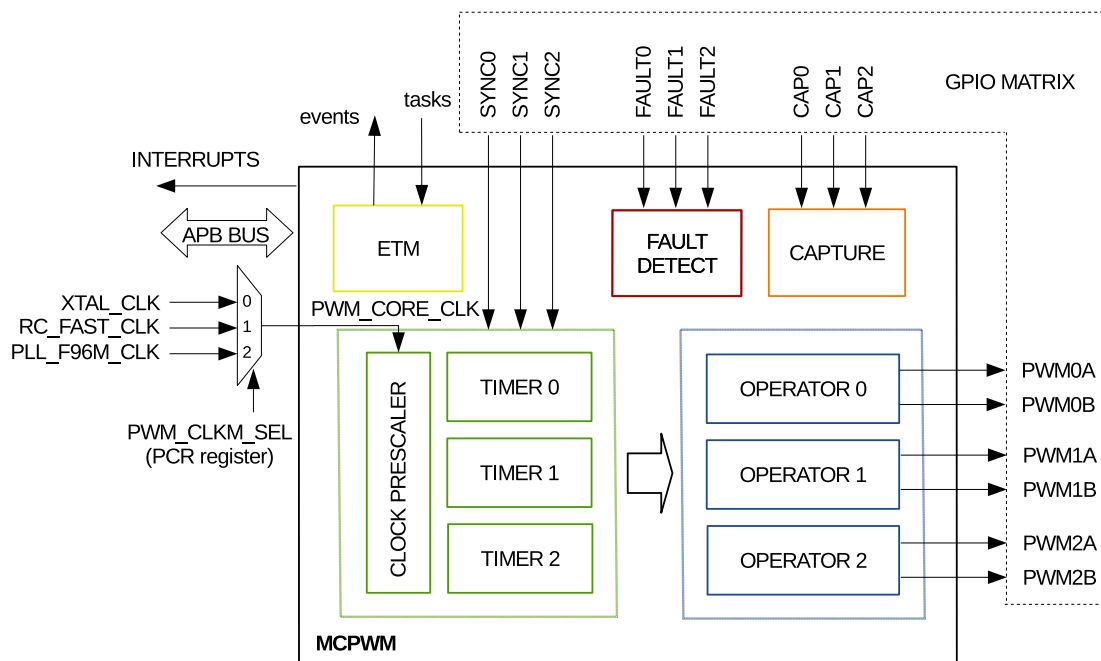 SYNC0
SYNC1
SYNC2
FAULT0
FAULT1
FAULT2
CAP0
CAP1
CAP2
GPIO MATRIX
tasks
events
INTERRUPTS
APB BUS
ETM
FAULT
DETECT
CAPTURE
XTAL_CLK
0
RC_FAST_CLK
1
PLL_F96M_CLK
2
PWM_CORE_CLK
PWM_CLKM_SEL
(PCR register)
CLOCK PRESCALER
TIMER 0
TIMER 1
TIMER 2
OPERATOR 0
OPERATOR 1
OPERATOR 2
PWM0A
PWM0B
PWM1A
PWM1B
PWM2A
PWM2B
MCPWM